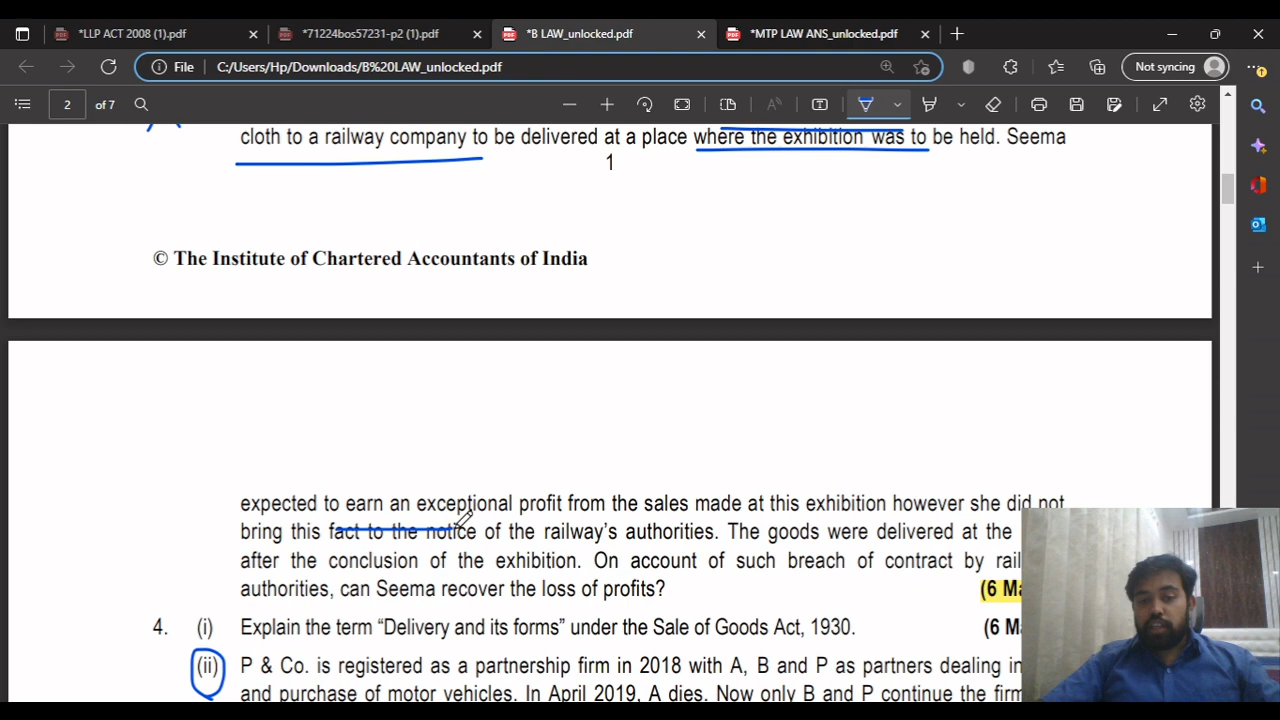 *LLP ACT 2008 (1).pdf
*71224bos57231-p2 (1).pdf
*B LAW_unlocked.pdf
*MTP LAW ANS_unlocked.pdf
File
C:/Users/Hp/Downloads/B%20LAW_unlocked.pdf
Not syncing
2 of 7
cloth to a railway company to be delivered at a place where the exhibition was to be held. Seema
1
© The Institute of Chartered Accountants of India
expected to earn an exceptional profit from the sales made at this exhibition however she did not
bring this fact to the notice of the railway's authorities. The goods were delivered at the
after the conclusion of the exhibition. On account of such breach of contract by
authorities, can Seema recover the loss of profits? (6
4. (i) Explain the term “Delivery and its forms” under the Sale of Goods Act, 1930. (6
(ii) P & Co. is registered as a partnership firm in 2018 with A, B and P as partners dealing in
and purchase of motor vehicles. In April 2019, A dies. Now only B and P continue the firm